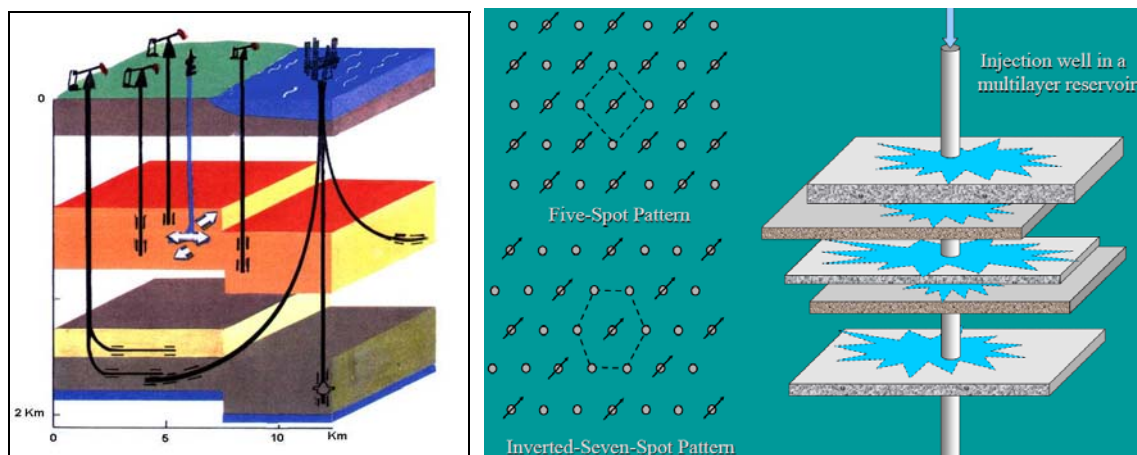 0
2 Km
0
5
10
Km
Five-Spot Pattern
Inverted-Seven-Spot Pattern
Injection well in a
multilayer reservoir